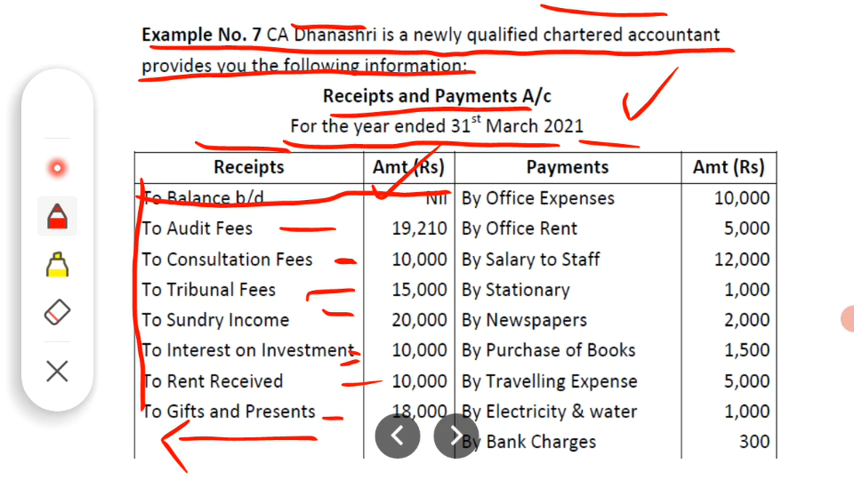 Example No. 7 CA Dhanashri is a newly qualified chartered accountant
provides you the following information:
Receipts and Payments A/c
For the year ended 31st March 2021
Receipts Amt (Rs) Payments Amt (Rs)
To Balance b/d Nil By Office Expenses 10,000
To Audit Fees 19,210 By Office Rent 5,000
To Consultation Fees 10,000 By Salary to Staff 12,000
To Tribunal Fees 15,000 By Stationary 1,000
To Sundry Income 20,000 By Newspapers 2,000
To Interest on Investment 10,000 By Purchase of Books 1,500
To Rent Received 10,000 By Travelling Expense 5,000
To Gifts and Presents 18,000 By Electricity & water 1,000
By Bank Charges 300